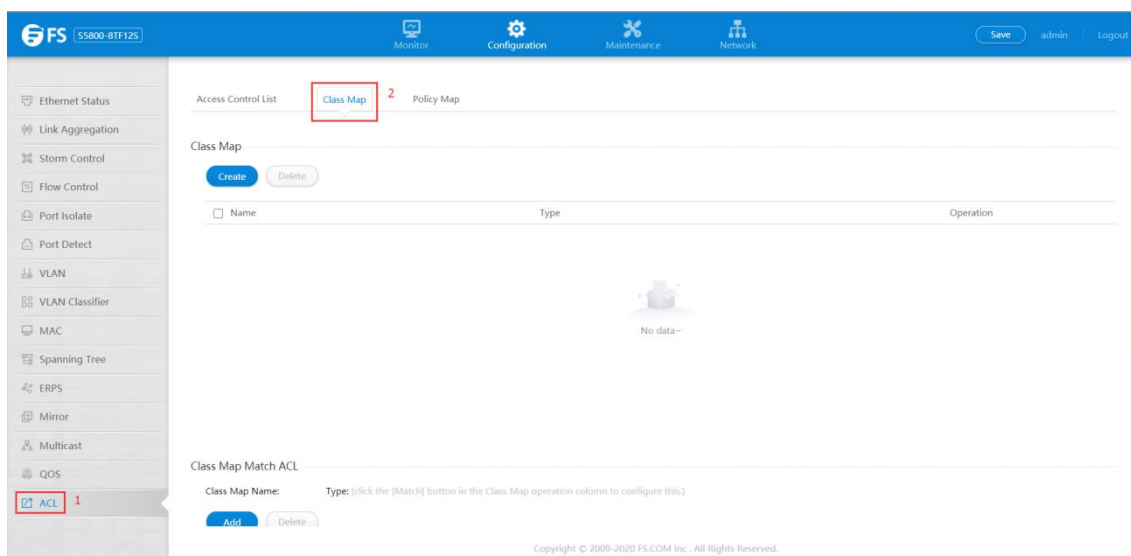 FS S5800-8TF12S
Monitor Configuration Maintenance Network
Save admin Logout
Ethernet Status
Link Aggregation
Storm Control
Flow Control
Port Isolate
Port Detect
VLAN
VLAN Classifier
MAC
Spanning Tree
ERPS
Mirror
Multicast
QOS
ACL 1
Access Control List Class Map 2 Policy Map
Class Map
Create Delete
Name Type Operation
No data~
Class Map Match ACL
Class Map Name: Type: (click the [Match] button in the Class Map operation column to configure this.)
Add Delete
Copyright © 2009-2020 FS.COM Inc . All Rights Reserved.